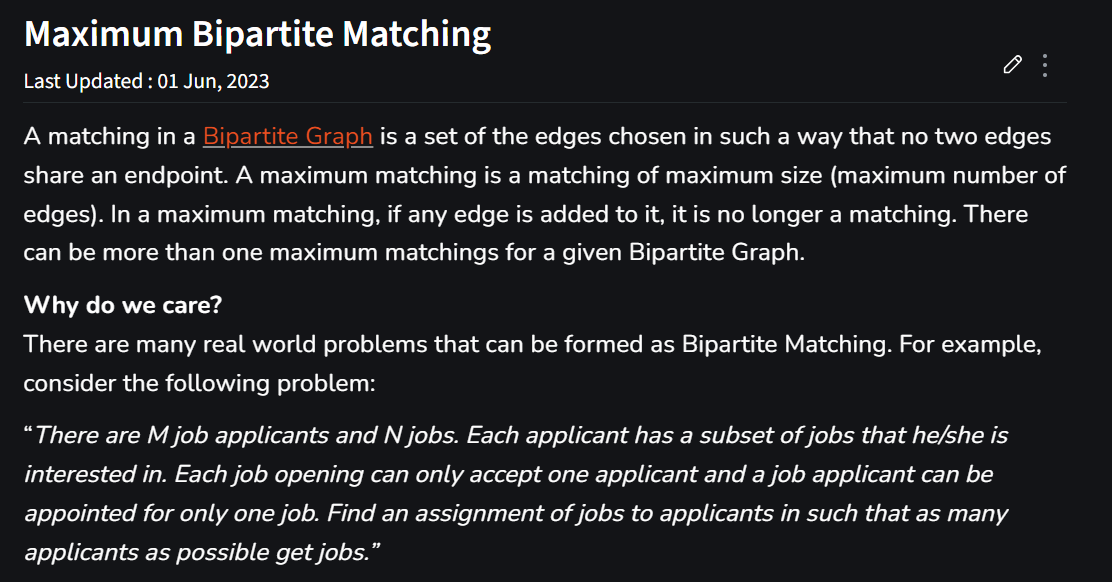 Maximum Bipartite Matching
Last Updated : 01 Jun, 2023
A matching in a Bipartite Graph is a set of the edges chosen in such a way that no two edges
share an endpoint. A maximum matching is a matching of maximum size (maximum number of
edges). In a maximum matching, if any edge is added to it, it is no longer a matching. There
can be more than one maximum matchings for a given Bipartite Graph.
Why do we care?
There are many real world problems that can be formed as Bipartite Matching. For example,
consider the following problem:
“There are M job applicants and N jobs. Each applicant has a subset of jobs that he/she is
interested in. Each job opening can only accept one applicant and a job applicant can be
appointed for only one job. Find an assignment of jobs to applicants in such that as many
applicants as possible get jobs.”